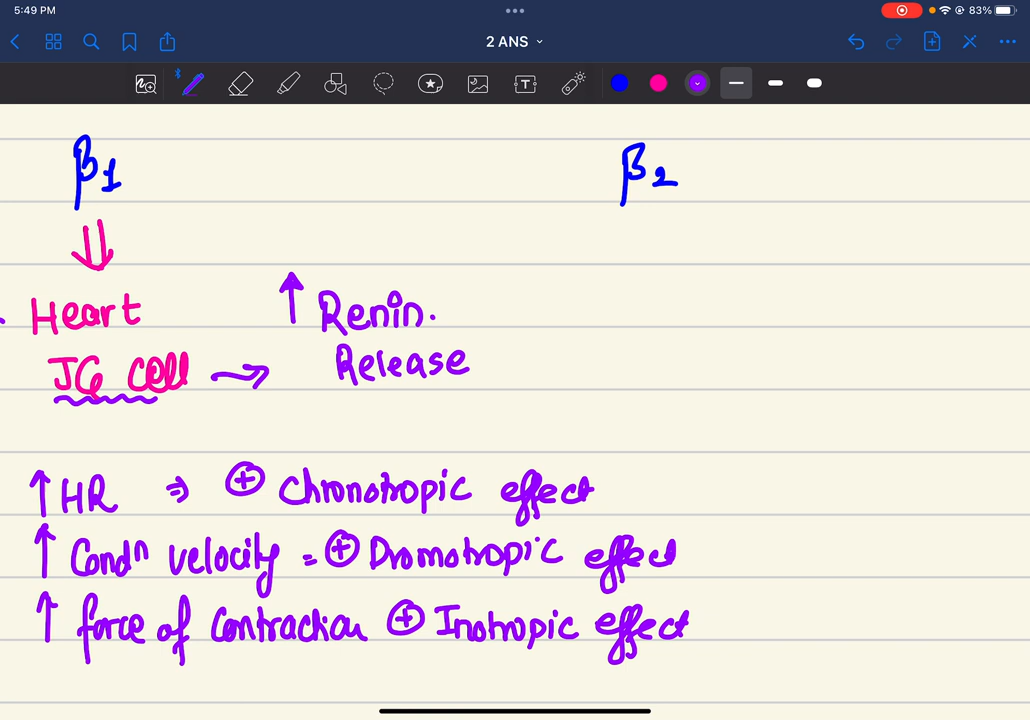 5:49 PM
83%
2 ANS
T
β1
β2
Heart
↑ Renin.
Release
JG cell →
↑ HR ⇒ ⊕ Chronotropic effect
↑ Condⁿ velocity = ⊕ Dromotropic effect
↑ force of contraction ⊕ Inotropic effect